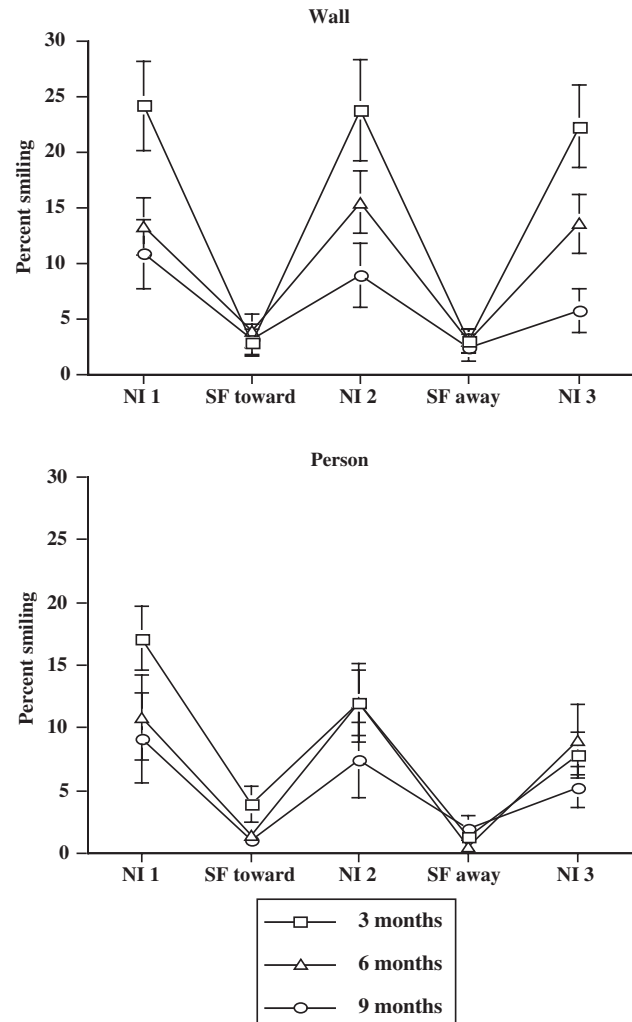 Wall
Percent smiling
30
25
20
15
10
5
0
NI 1 SF toward NI 2 SF away NI 3
Person
Percent smiling
30
25
20
15
10
5
0
NI 1 SF toward NI 2 SF away NI 3
3 months
6 months
9 months